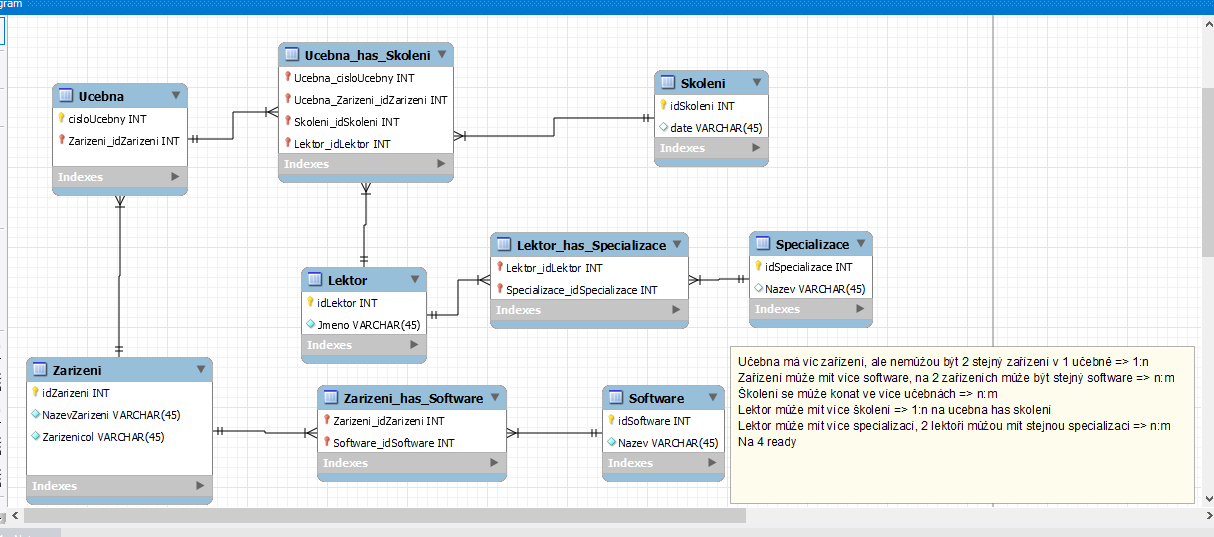 gram
Ucebna
cisloUcebny INT
Zarizeni_idZarizeni INT
Indexes
Ucebna_has_Skoleni
Ucebna_cisloUcebny INT
Ucebna_Zarizeni_idZarizeni INT
Skoleni_idSkoleni INT
Lektor_idLektor INT
Indexes
Skoleni
idSkoleni INT
date VARCHAR(45)
Indexes
Lektor
idLektor INT
Jmeno VARCHAR(45)
Indexes
Lektor_has_Specializace
Lektor_idLektor INT
Specializace_idSpecializace INT
Indexes
Specializace
idSpecializace INT
Nazev VARCHAR(45)
Indexes
Zarizeni
idZarizeni INT
NazevZarizeni VARCHAR(45)
Zarizenicol VARCHAR(45)
Indexes
Zarizeni_has_Software
Zarizeni_idZarizeni INT
Software_idSoftware INT
Indexes
Software
idSoftware INT
Nazev VARCHAR(45)
Indexes
Učebna má víc zařízení, ale nemůžou být 2 stejný zařízení v 1 učebně => 1:n
Zařízení může mít více software, na 2 zařízeních může být stejný software => n:m
Školení se může konat ve více učebnách => n:m
Lektor může mít více školení => 1:n na ucebna has skolení
Lektor může mít více specializací, 2 lektoři můžou mít stejnou specializaci => n:m
Na 4 ready